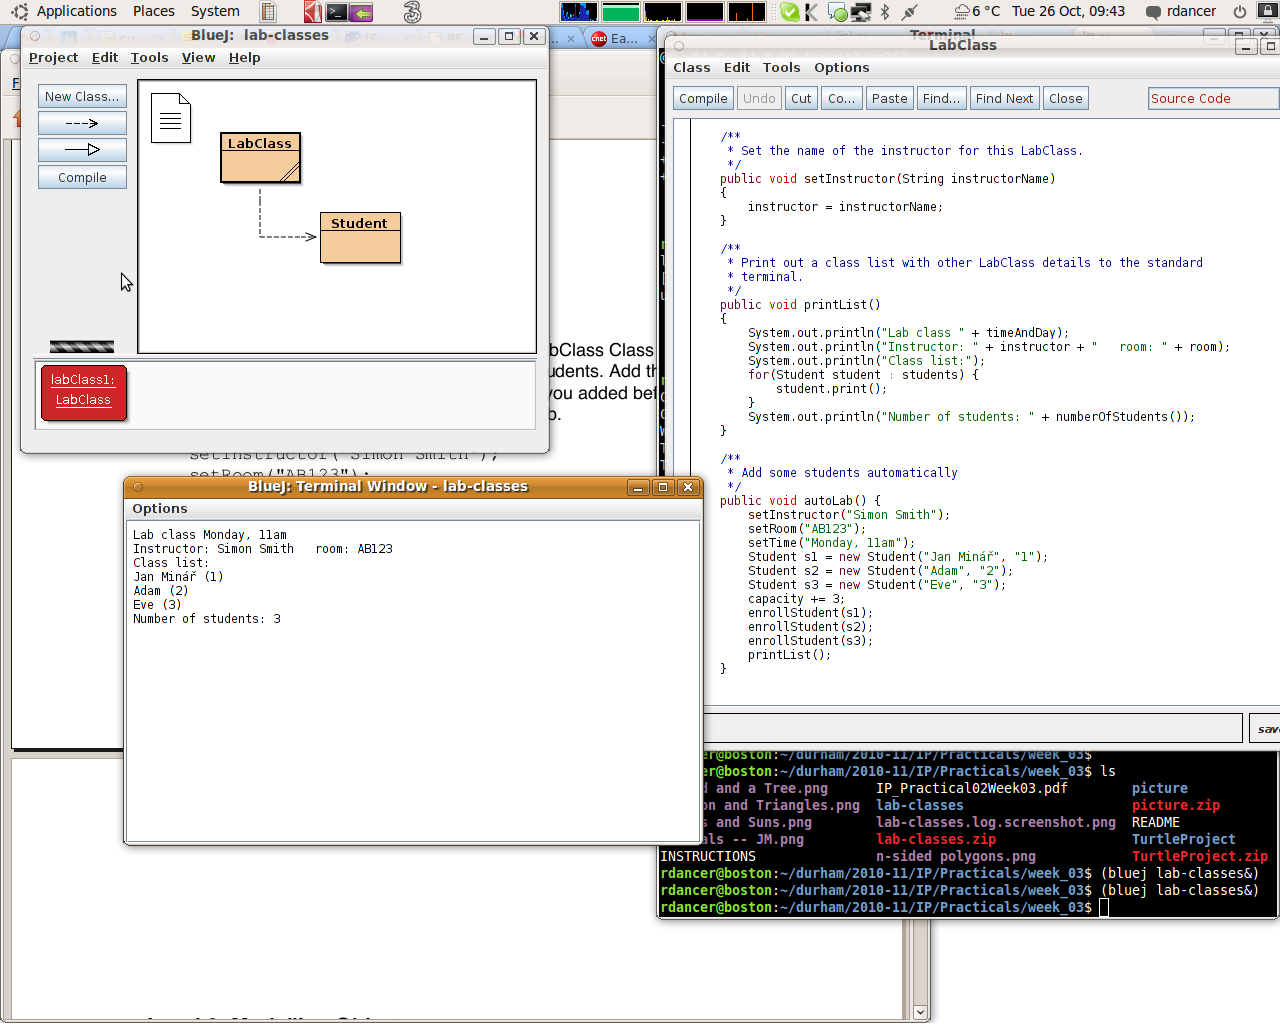 Applications Places System
6 °C Tue 26 Oct, 09:43 rdancer
BlueJ: lab-classes
Project Edit Tools View Help
New Class...
Compile
LabClass
Student
labClass1:
LabClass
bClass Class
udents. Add th
you added bef
b.
setInstructor("Simon Smith");
setRoom("AB123");
BlueJ: Terminal Window - lab-classes
Options
Lab class Monday, 11am
Instructor: Simon Smith   room: AB123
Class list:
Jan Minář (1)
Adam (2)
Eve (3)
Number of students: 3
Terminal
LabClass
Class Edit Tools Options
Compile Undo Cut Co... Paste Find... Find Next Close Source Code
/**
 * Set the name of the instructor for this LabClass.
 */
public void setInstructor(String instructorName)
{
    instructor = instructorName;
}
/**
 * Print out a class list with other LabClass details to the standard
 * terminal.
 */
public void printList()
{
    System.out.println("Lab class " + timeAndDay);
    System.out.println("Instructor: " + instructor + "   room: " + room);
    System.out.println("Class list:");
    for(Student student : students) {
        student.print();
    }
    System.out.println("Number of students: " + numberOfStudents());
}
/**
 * Add some students automatically
 */
public void autoLab() {
    setInstructor("Simon Smith");
    setRoom("AB123");
    setTime("Monday, 11am");
    Student s1 = new Student("Jan Minář", "1");
    Student s2 = new Student("Adam", "2");
    Student s3 = new Student("Eve", "3");
    capacity += 3;
    enrollStudent(s1);
    enrollStudent(s2);
    enrollStudent(s3);
    printList();
}
save
cer@boston:~/durham/2010-11/IP/Practicals/week_03$
cer@boston:~/durham/2010-11/IP/Practicals/week_03$ ls
d and a Tree.png IP_Practical02Week03.pdf picture
on and Triangles.png lab-classes picture.zip
s and Suns.png lab-classes.log.screenshot.png README
als -- JM.png lab-classes.zip TurtleProject
INSTRUCTIONS n-sided polygons.png TurtleProject.zip
rdancer@boston:~/durham/2010-11/IP/Practicals/week_03$ (bluej lab-classes&)
rdancer@boston:~/durham/2010-11/IP/Practicals/week_03$ (bluej lab-classes&)
rdancer@boston:~/durham/2010-11/IP/Practicals/week_03$